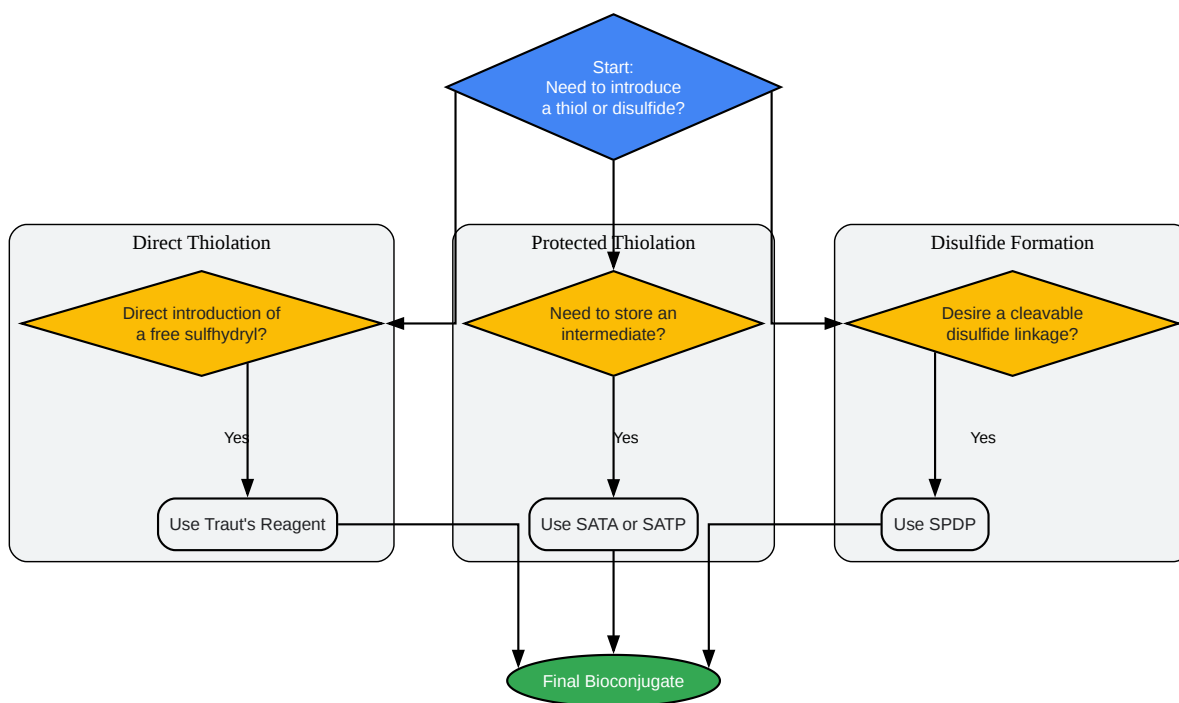 Start:
Need to introduce
a thiol or disulfide?
Direct Thiolation
Protected Thiolation
Disulfide Formation
Direct introduction of
a free sulfhydryl?
Need to store an
intermediate?
Desire a cleavable
disulfide linkage?
Yes
Yes
Yes
Use Traut's Reagent
Use SATA or SATP
Use SPDP
Final Bioconjugate